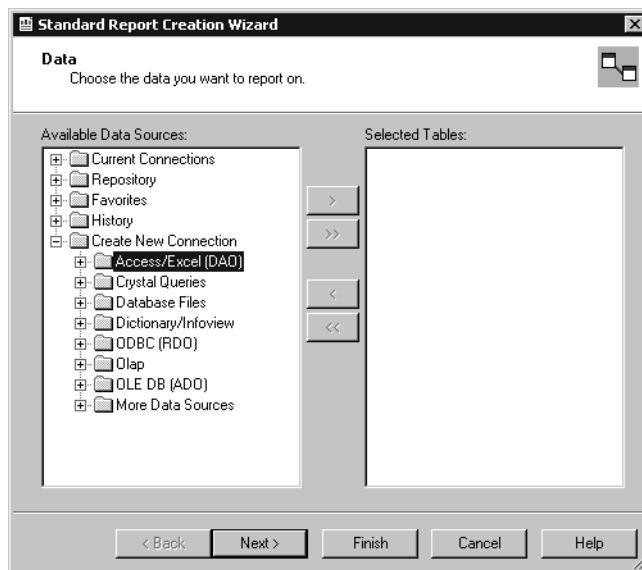 Standard Report Creation Wizard
Data
Choose the data you want to report on.
Available Data Sources:
Selected Tables:
Current Connections
Repository
Favorites
History
Create New Connection
Access/Excel (DAO)
Crystal Queries
Database Files
Dictionary/Infoview
ODBC (RDO)
Olap
OLE DB (ADO)
More Data Sources
>
>>
<
<<
< Back
Next >
Finish
Cancel
Help